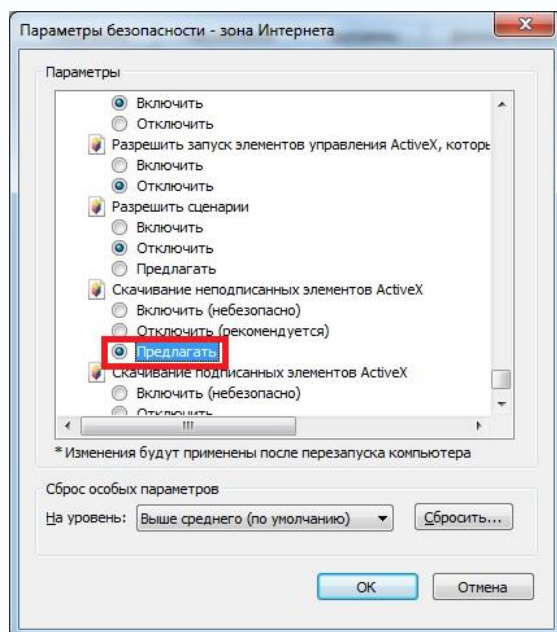 Параметры безопасности - зона Интернета
Параметры
Включить
Отключить
Разрешить запуск элементов управления ActiveX, которы
Включить
Отключить
Разрешить сценарии
Включить
Отключить
Предлагать
Скачивание неподписанных элементов ActiveX
Включить (небезопасно)
Отключить (рекомендуется)
Предлагать
Скачивание подписанных элементов ActiveX
Включить (небезопасно)
Отключить
* Изменения будут применены после перезапуска компьютера
Сброс особых параметров
На уровень: Выше среднего (по умолчанию) Сбросить...
OK Отмена